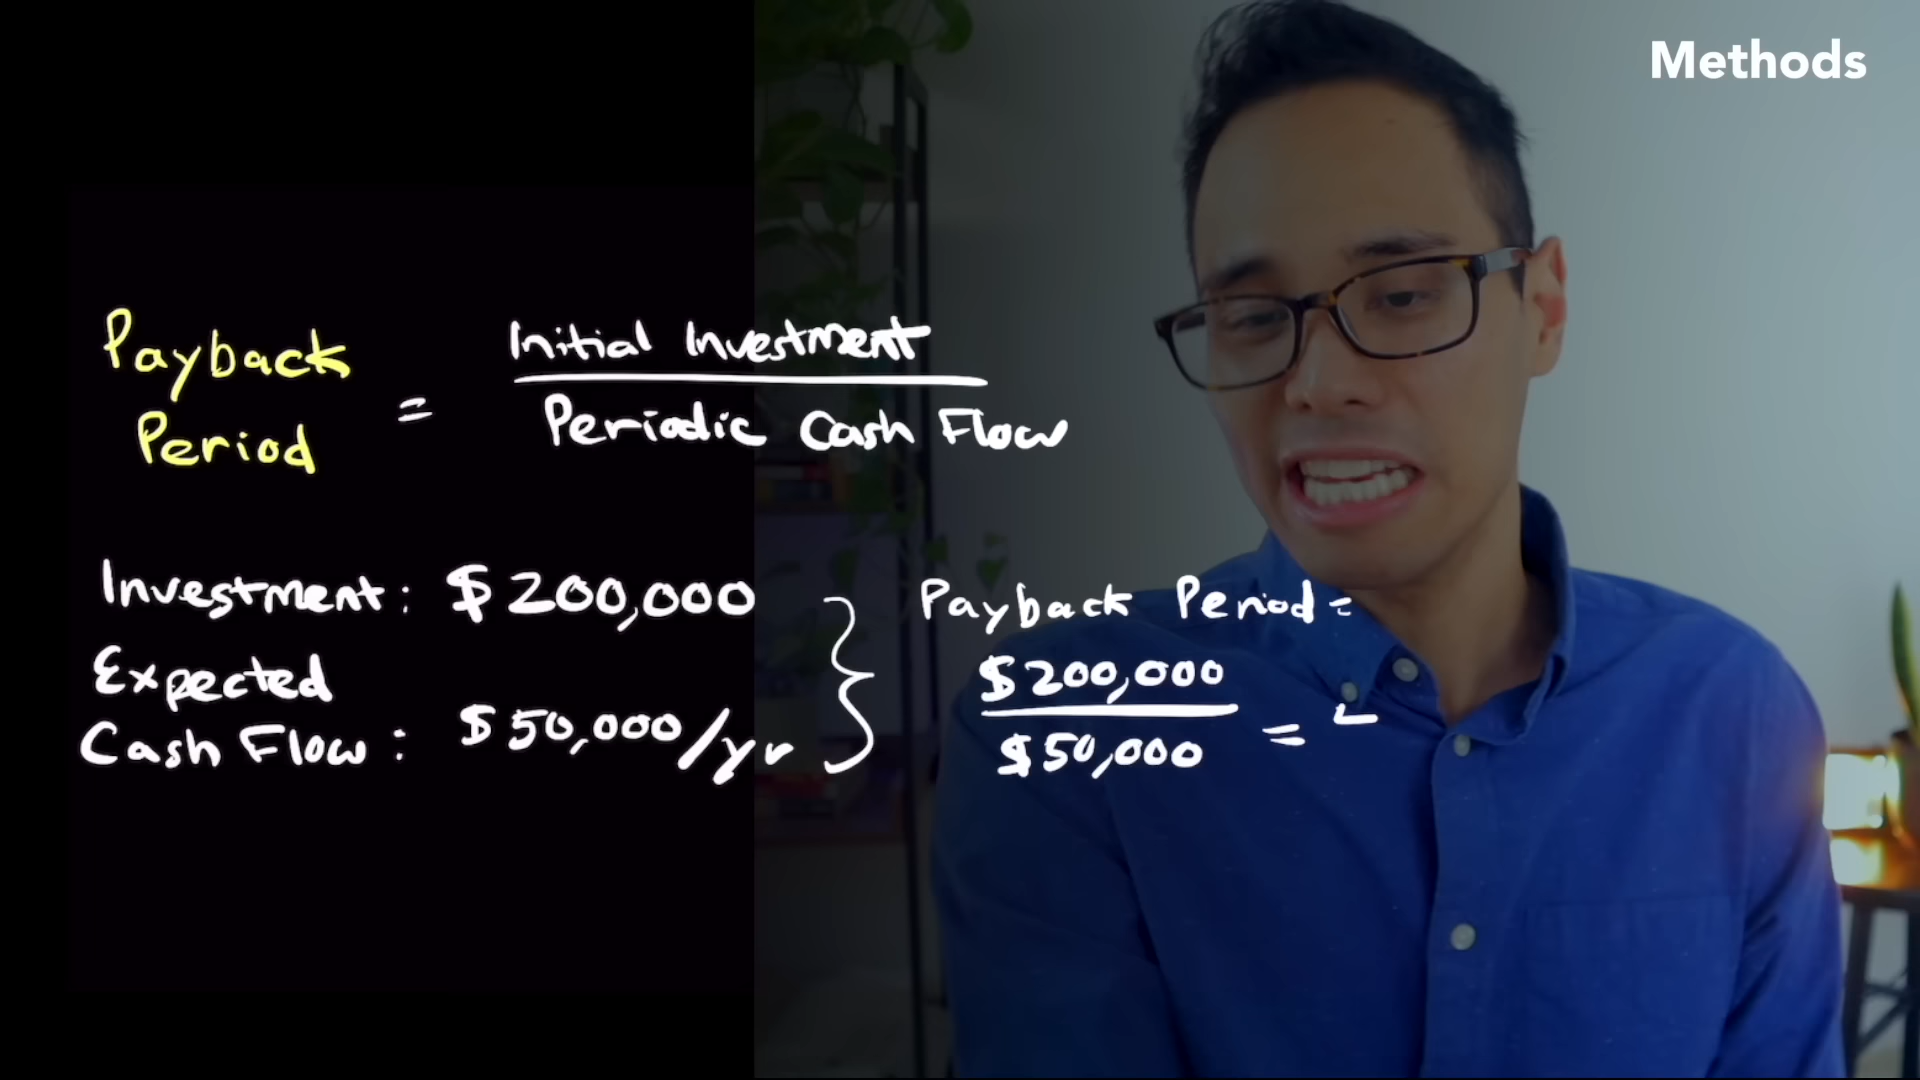 Methods
Payback
Period
=
Initial Investment
Periodic Cash Flow
Investment: $200,000
Expected
Cash Flow: $50,000/yr
Payback Period =
$200,000
$50,000
=